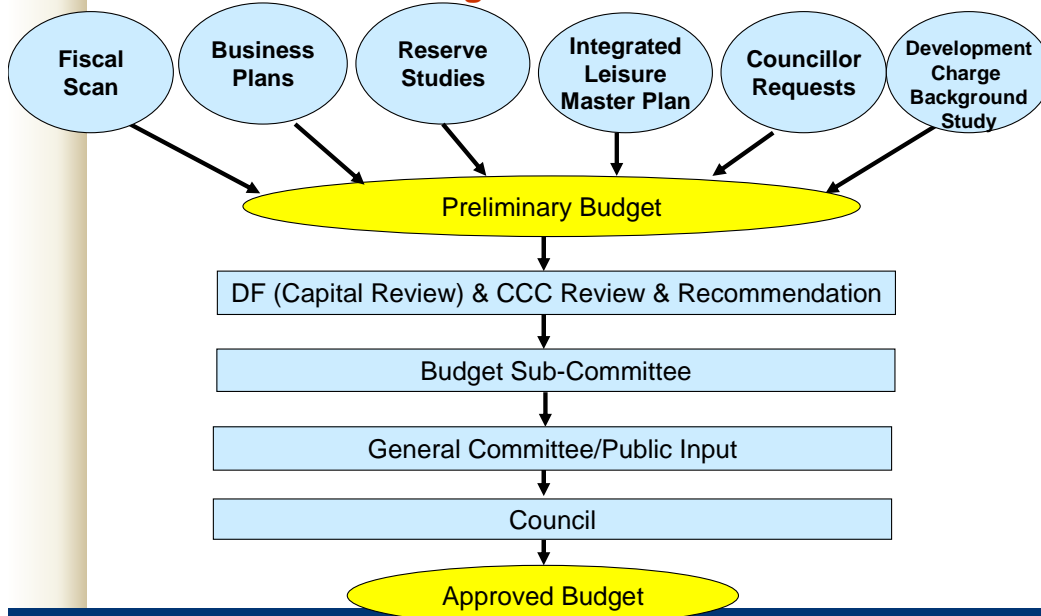 Fiscal
Scan
Business
Plans
Reserve
Studies
Integrated
Leisure
Master Plan
Councillor
Requests
Development
Charge
Background
Study
Preliminary Budget
DF (Capital Review) & CCC Review & Recommendation
Budget Sub-Committee
General Committee/Public Input
Council
Approved Budget